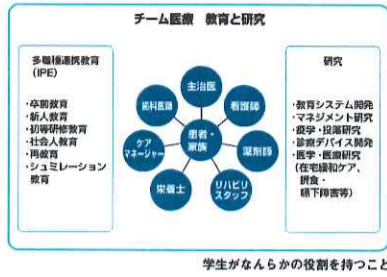 チーム医療 教育と研究
多職種連携教育
(IPE)
・卒前教育
・新人教育
・初等研修教育
・社会人教育
・再教育
・シュミレーション
教育
主治医
歯科医師
看護師
患者・
家族
ケア
マネージャー
薬剤師
栄養士
リハビリ
スタッフ
研究
・教育システム開発
・マネジメント研究
・疫学・投薬研究
・診療デバイス開発
・医学・医療研究
(在宅緩和ケア、
摂食・
嚥下障害等)
学生がなんらかの役割を持つこと